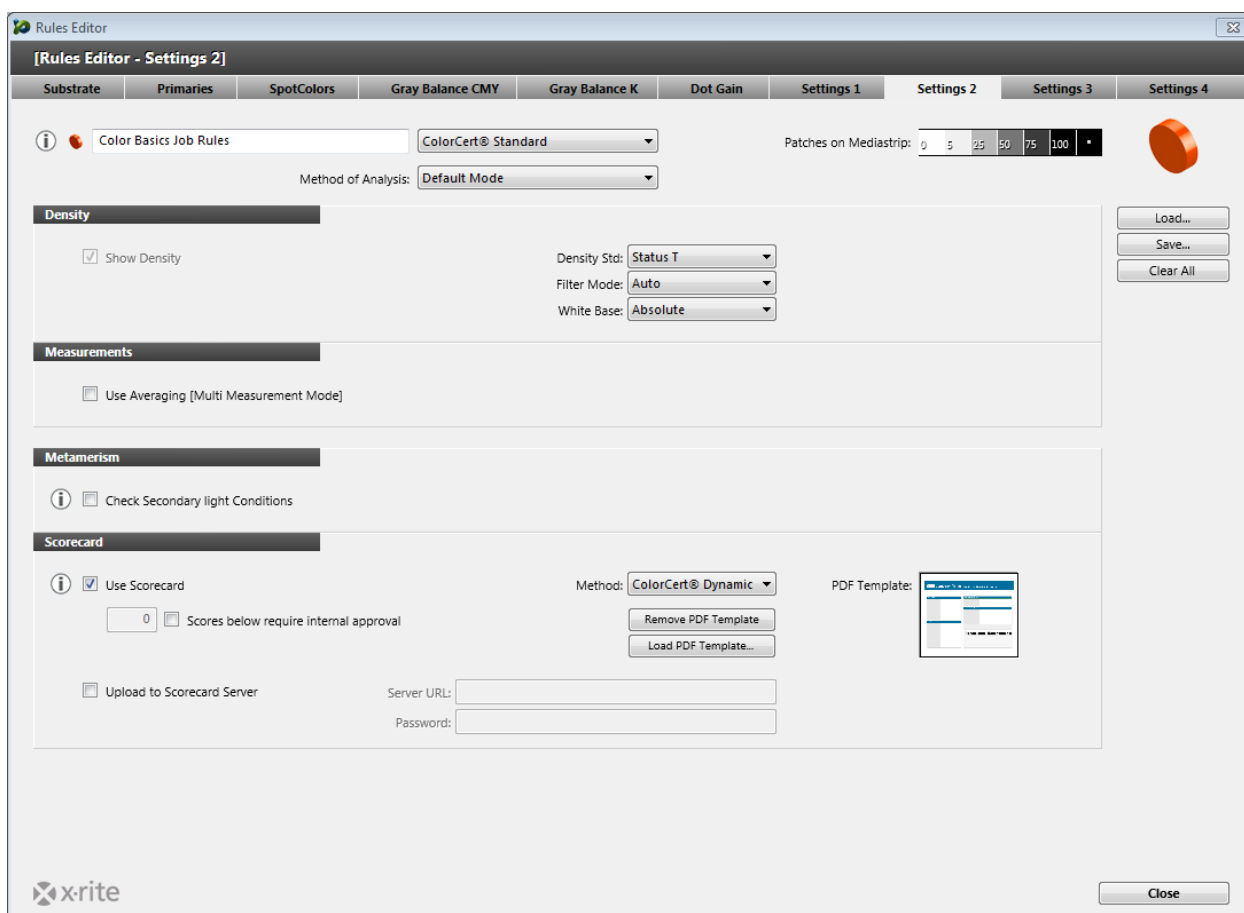 Rules Editor
[Rules Editor - Settings 2]
Substrate Primaries SpotColors Gray Balance CMY Gray Balance K Dot Gain Settings 1 Settings 2 Settings 3 Settings 4
Color Basics Job Rules ColorCert® Standard Patches on Mediastrip: 0 5 25 50 75 100 *
Method of Analysis: Default Mode
Density
Load...
Save...
Clear All
Show Density
Density Std: Status T
Filter Mode: Auto
White Base: Absolute
Measurements
Use Averaging [Multi Measurement Mode]
Metamerism
Check Secondary light Conditions
Scorecard
Use Scorecard Method: ColorCert® Dynamic PDF Template:
0 Scores below require internal approval Remove PDF Template
Load PDF Template...
Upload to Scorecard Server Server URL:
Password:
x·rite Close